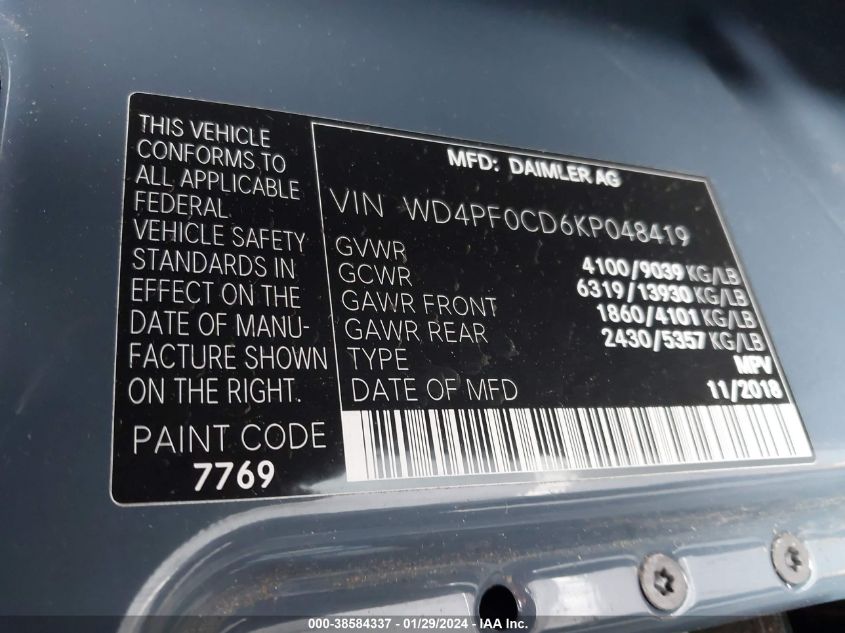 THIS VEHICLE
CONFORMS TO
ALL APPLICABLE
FEDERAL
VEHICLE SAFETY
STANDARDS IN
EFFECT ON THE
DATE OF MANU-
FACTURE SHOWN
ON THE RIGHT.
PAINT CODE
7769
MFD: DAIMLER AG
VIN WD4PF0CD6KP048419
GVWR 4100/9039 KG/LB
GCWR 6319/13930 KG/LB
GAWR FRONT 1860/4101 KG/LB
GAWR REAR 2430/5357 KG/LB
TYPE MPV
DATE OF MFD 11/2018
000-38584337 - 01/29/2024 - IAA Inc.